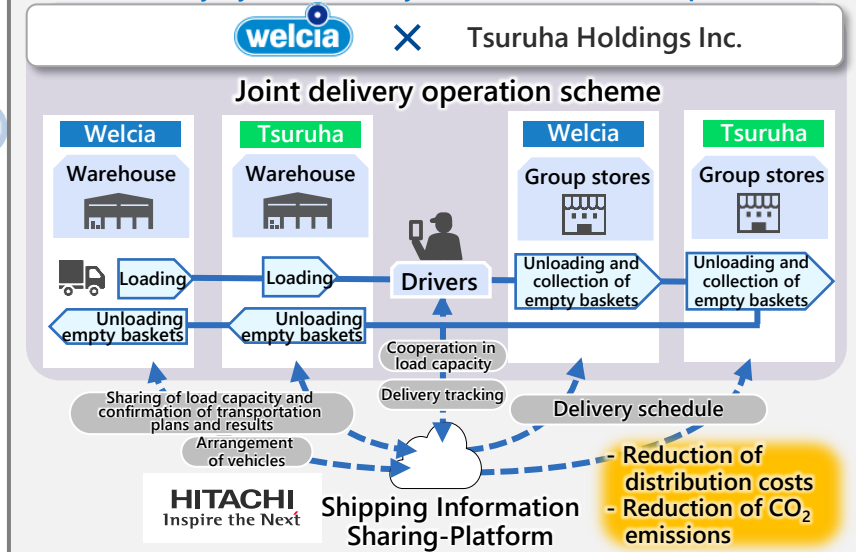 welcia
×
Tsuruha Holdings Inc.
Joint delivery operation scheme
Welcia
Tsuruha
Welcia
Tsuruha
Warehouse
Warehouse
Group stores
Group stores
Loading
Loading
Drivers
Unloading and
collection of
empty baskets
Unloading and
collection of
empty baskets
Unloading
empty baskets
Unloading
empty baskets
Cooperation in
load capacity
Delivery tracking
Sharing of load capacity and
confirmation of transportation
plans and results
Arrangement
of vehicles
Delivery schedule
HITACHI
Inspire the Next
Shipping Information
Sharing-Platform
- Reduction of
distribution costs
- Reduction of CO₂
emissions